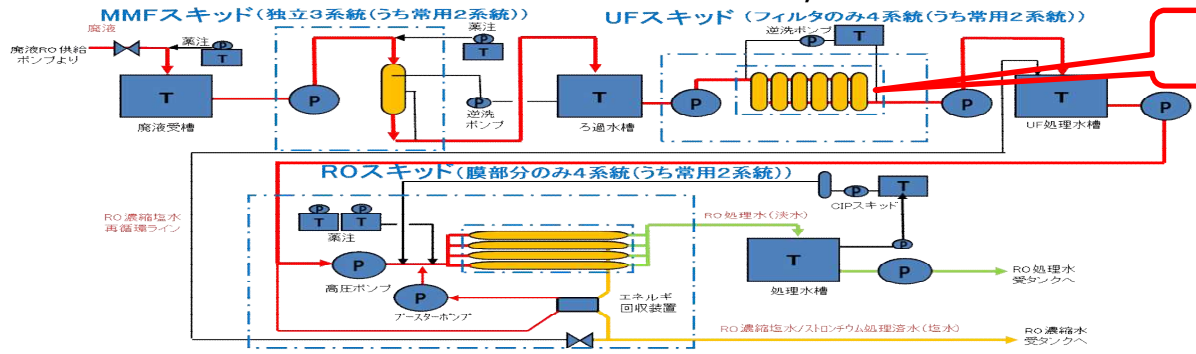 MMFスキッド(独立3系統(うち常用2系統))
UFスキッド(フィルタのみ4系統(うち常用2系統))
廃液
薬注
P
T
薬注
P
T
逆洗ポンプ
P
T
廃液RO供給
ポンプより
T
廃液受槽
P
P
逆洗
ポンプ
T
ろ過水槽
P
P
T
UF処理水槽
P
ROスキッド(膜部分のみ4系統(うち常用2系統))
RO濃縮塩水
再循環ライン
P
P
T
T
薬注
RO処理水(淡水)
P
T
CIPスキッド
P
P
高圧ポンプ
P
ブースターポンプ
エネルギ
回収装置
T
処理水槽
P
RO処理水
受タンクへ
RO濃縮塩水/ストロンチウム処理済水(塩水)
RO濃縮水
受タンクへ